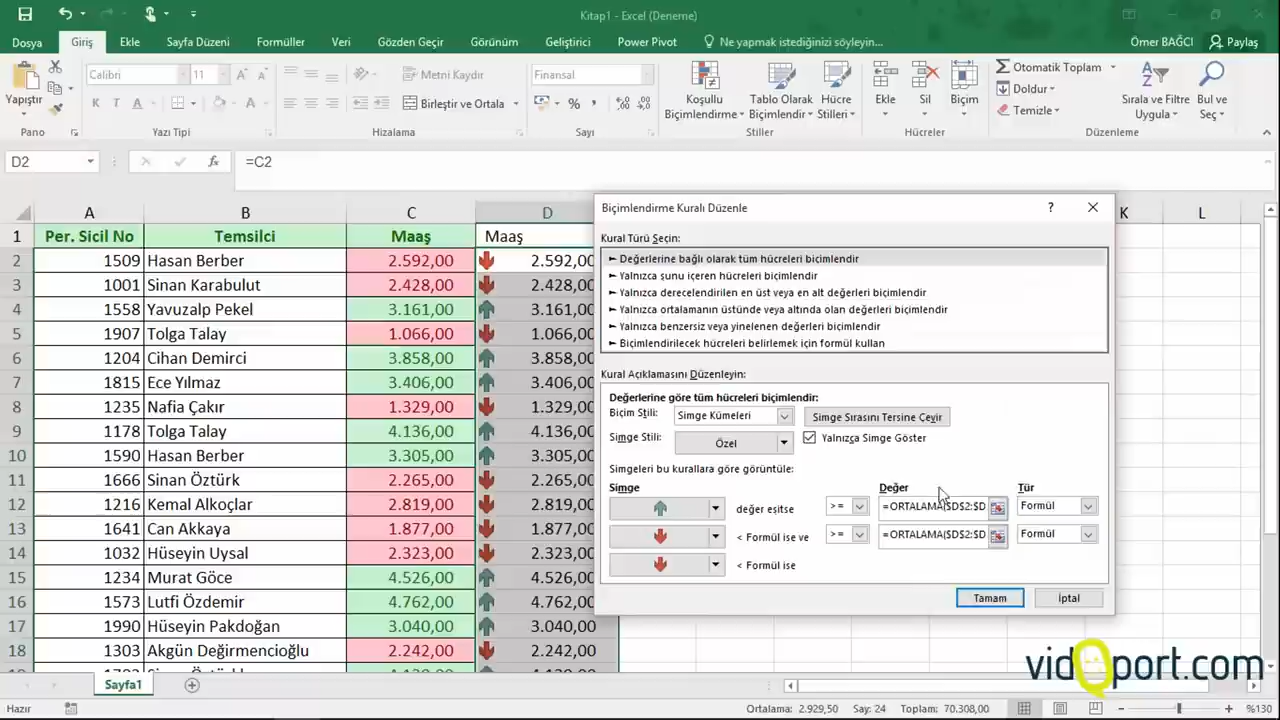 Kitap1 - Excel (Deneme)
Dosya Giriş Ekle Sayfa Düzeni Formüller Veri Gözden Geçir Görünüm Geliştirici Power Pivot Ne yapmak istediğinizi söyleyin... Ömer BAĞCI Paylaş
Yapıştır
Pano
Calibri 11
K T A
Yazı Tipi
Metni Kaydır
Birleştir ve Ortala
Hizalama
Finansal
%
Sayı
Koşullu Biçimlendirme
Tablo Olarak Biçimlendir
Hücre Stilleri
Stiller
Ekle
Sil
Biçim
Hücreler
Otomatik Toplam
Doldur
Temizle
Sırala ve Filtre Uygula
Bul ve Seç
Düzenleme
D2 fx =C2
A B C D K L
1 Per. Sicil No Temsilci Maaş Maaş
2 1509 Hasan Berber 2.592,00 2.592,00
3 1001 Sinan Karabulut 2.428,00 2.428,00
4 1558 Yavuzalp Pekel 3.161,00 3.161,00
5 1907 Tolga Talay 1.066,00 1.066,00
6 1204 Cihan Demirci 3.858,00 3.858,00
7 1815 Ece Yılmaz 3.406,00 3.406,00
8 1235 Nafia Çakır 1.329,00 1.329,00
9 1178 Tolga Talay 4.136,00 4.136,00
10 1590 Hasan Berber 3.305,00 3.305,00
11 1666 Sinan Öztürk 2.265,00 2.265,00
12 1216 Kemal Alkoçlar 2.819,00 2.819,00
13 1641 Can Akkaya 1.877,00 1.877,00
14 1032 Hüseyin Uysal 2.323,00 2.323,00
15 1234 Murat Göce 4.526,00 4.526,00
16 1573 Lutfi Özdemir 4.762,00 4.762,00
17 1990 Hüseyin Pakdoğan 3.040,00 3.040,00
18 1303 Akgün Değirmencioğlu 2.242,00 2.242,00
Biçimlendirme Kuralı Düzenle ?
Kural Türü Seçin:
► Değerlerine bağlı olarak tüm hücreleri biçimlendir
► Yalnızca şunu içeren hücreleri biçimlendir
► Yalnızca derecelendirilen en üst veya en alt değerleri biçimlendir
► Yalnızca ortalamanın üstünde veya altında olan değerleri biçimlendir
► Yalnızca benzersiz veya yinelenen değerleri biçimlendir
► Biçimlendirilecek hücreleri belirlemek için formül kullan
Kural Açıklamasını Düzenleyin:
Değerlerine göre tüm hücreleri biçimlendir:
Biçim Stili: Simge Kümeleri Simge Sırasını Tersine Çevir
Simge Stili: Özel Yalnızca Simge Göster
Simgeleri bu kurallara göre görüntüle:
Simge Değer Tür
değer eşitse >= =ORTALAMA($D$2:$D Formül
< Formül ise ve >= =ORTALAMA($D$2:$D Formül
< Formül ise
Tamam İptal
vidoport.com
Sayfa1
Hazır Ortalama: 2.929,50 Say: 24 Toplam: 70.308,00 %130